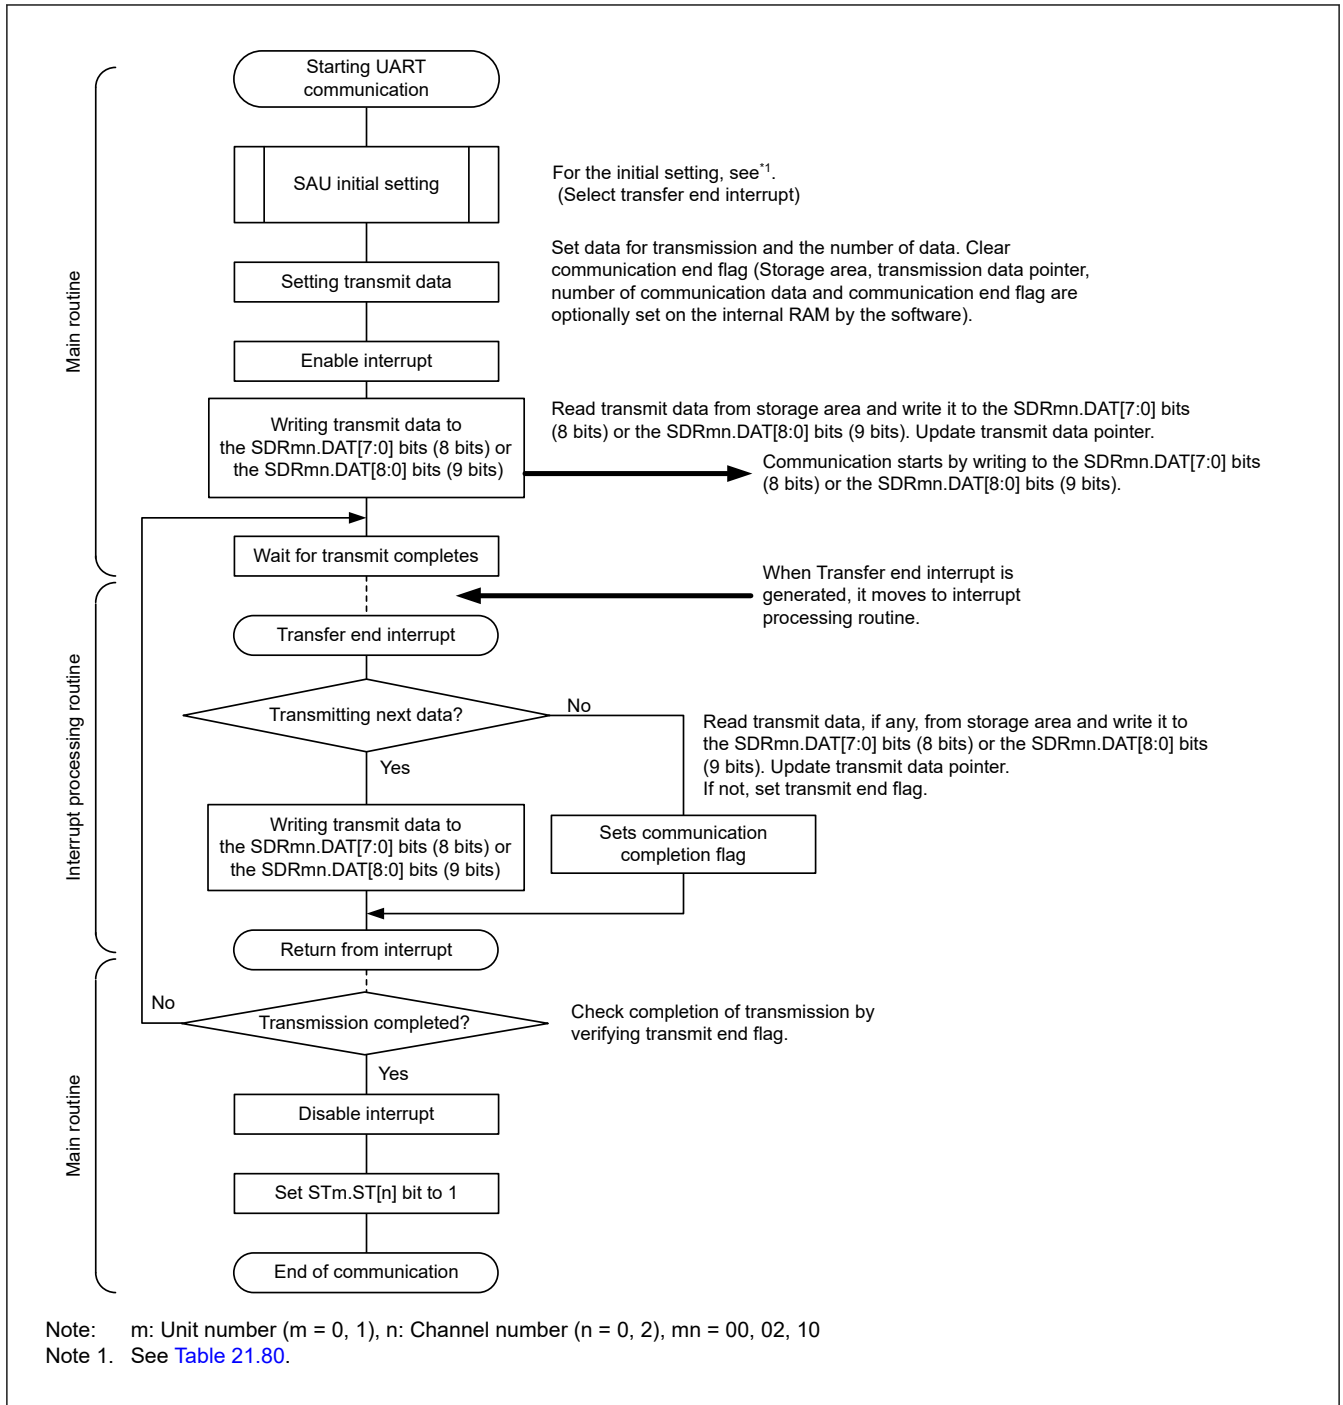 Starting UART
communication
Main routine
SAU initial setting
For the initial setting, see*1.
(Select transfer end interrupt)
Setting transmit data
Set data for transmission and the number of data. Clear
communication end flag (Storage area, transmission data pointer,
number of communication data and communication end flag are
optionally set on the internal RAM by the software).
Enable interrupt
Writing transmit data to
the SDRmn.DAT[7:0] bits (8 bits) or
the SDRmn.DAT[8:0] bits (9 bits)
Read transmit data from storage area and write it to the SDRmn.DAT[7:0] bits
(8 bits) or the SDRmn.DAT[8:0] bits (9 bits). Update transmit data pointer.
Communication starts by writing to the SDRmn.DAT[7:0] bits
(8 bits) or the SDRmn.DAT[8:0] bits (9 bits).
Wait for transmit completes
When Transfer end interrupt is
generated, it moves to interrupt
processing routine.
Interrupt processing routine
Transfer end interrupt
Transmitting next data?
No
Yes
Read transmit data, if any, from storage area and write it to
the SDRmn.DAT[7:0] bits (8 bits) or the SDRmn.DAT[8:0] bits
(9 bits). Update transmit data pointer.
If not, set transmit end flag.
Writing transmit data to
the SDRmn.DAT[7:0] bits (8 bits) or
the SDRmn.DAT[8:0] bits (9 bits)
Sets communication
completion flag
Return from interrupt
Main routine
No
Transmission completed?
Check completion of transmission by
verifying transmit end flag.
Yes
Disable interrupt
Set STm.ST[n] bit to 1
End of communication
Note: m: Unit number (m = 0, 1), n: Channel number (n = 0, 2), mn = 00, 02, 10
Note 1. See Table 21.80.